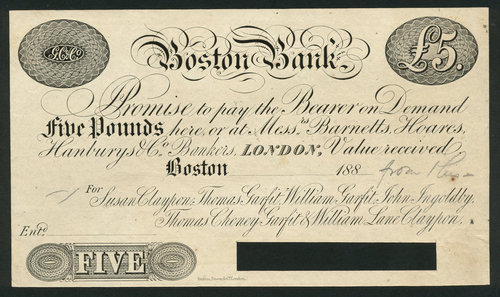 G.C&Co
Boston Bank.
£5.
I Promise to pay the Bearer on Demand
Five Pounds here, or at Mess.rs Barnetts, Hoares,
Hanburys & Co. Bankers, LONDON, Value received
Boston 188
For
Susan Claypon, Thomas Garfit, William Garfit, John Ingoldby,
Thomas Cheney Garfit & William Lane Claypon.
Entd.
FIVE